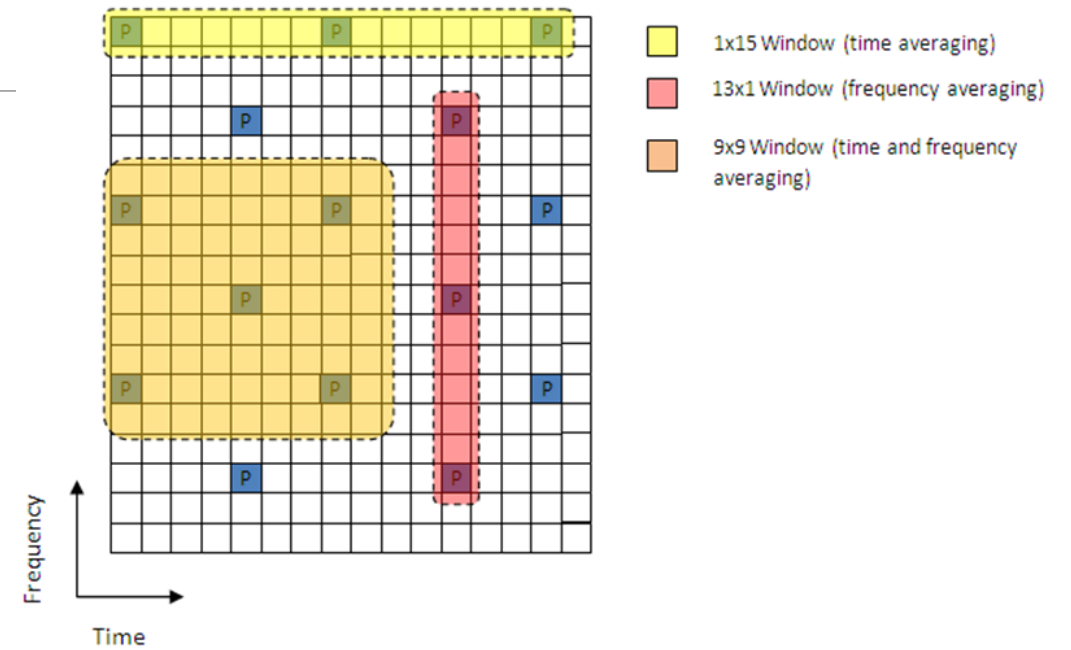 P P P
1x15 Window (time averaging)
13x1 Window (frequency averaging)
P P
9x9 Window (time and frequency
averaging)
P P P
P P
P P P
P P
Frequency
Time